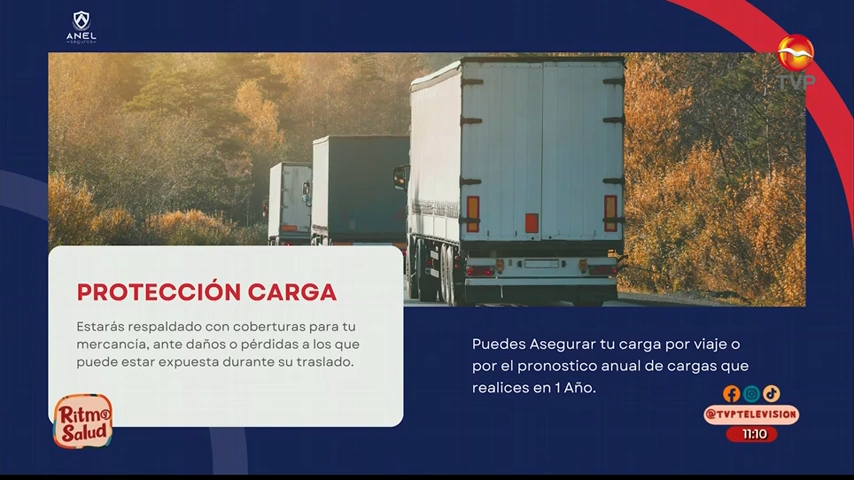 ANEL
seguros
TVP
PROTECCIÓN CARGA
Estarás respaldado con coberturas para tu
mercancía, ante daños o pérdidas a los que
puede estar expuesta durante su traslado.
Puedes Asegurar tu carga por viaje o
por el pronostico anual de cargas que
realices en 1 Año.
Ritmo
Salud
@TVPTELEVISION
11:10